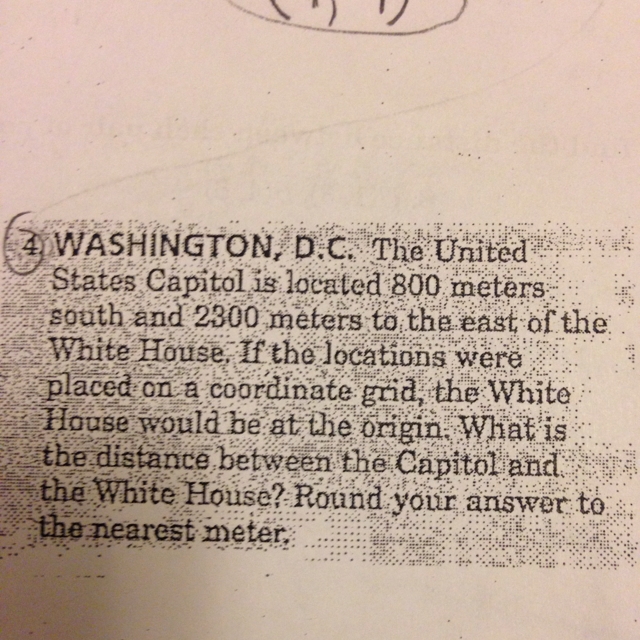 4. WASHINGTON, D.C. The United
States Capitol is located 800 meters
south and 2300 meters to the east of the
White House. If the locations were
placed on a coordinate grid, the White
House would be at the origin. What is
the distance between the Capitol and
the White House? Round your answer to
the nearest meter.